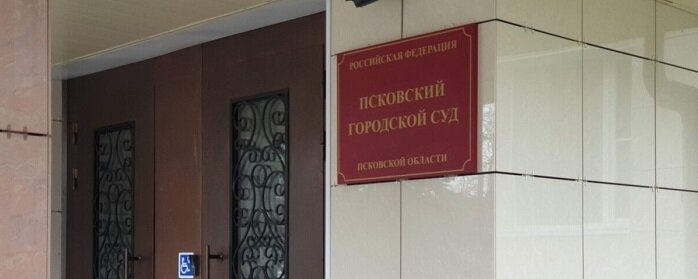 РОССИЙСКАЯ ФЕДЕРАЦИЯ
ПСКОВСКИЙ
ГОРОДСКОЙ СУД
ПСКОВСКОЙ ОБЛАСТИ